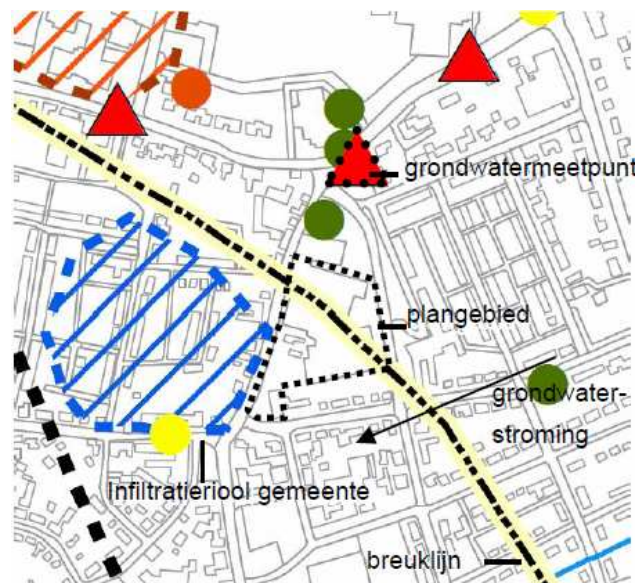 grondwatermeetpunt
plangebied
grondwater-
stroming
Infiltratieriool gemeente
breuklijn